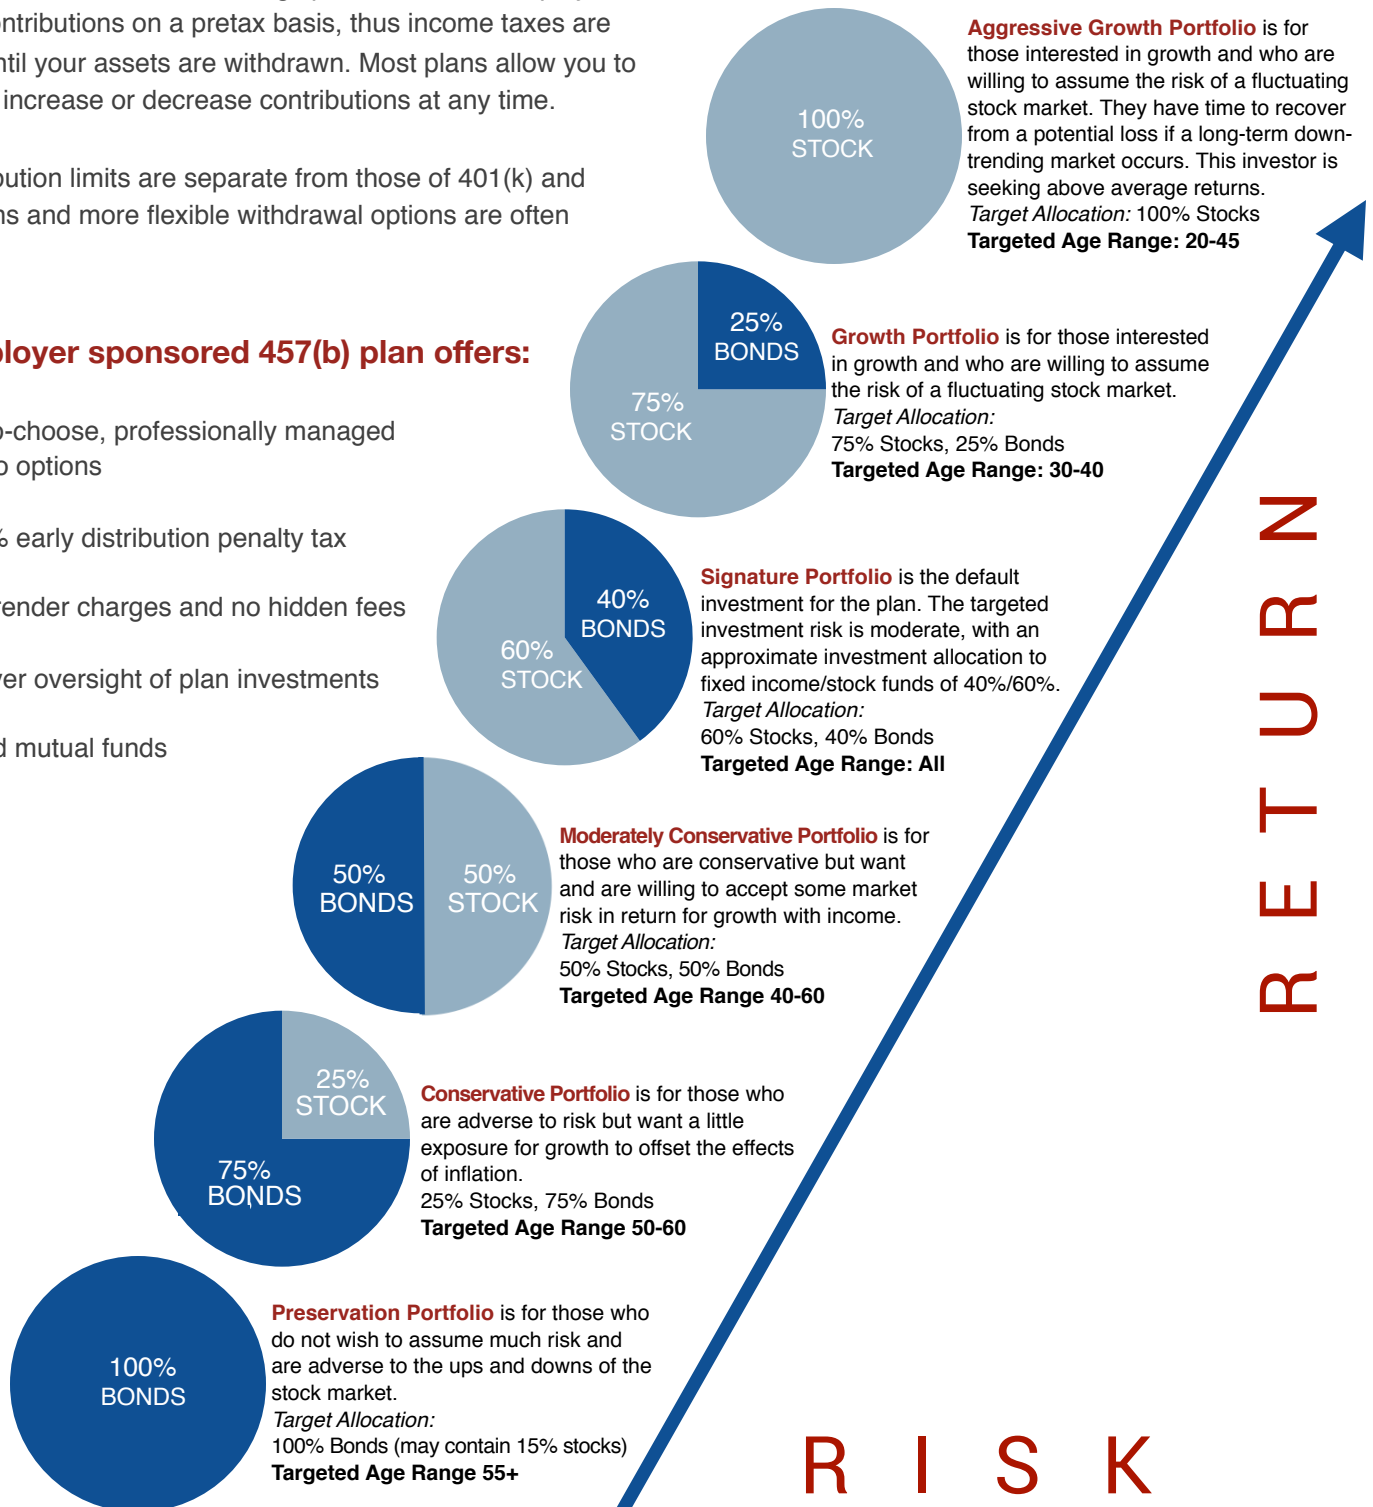 ntributions on a pretax basis, thus income taxes are
ntil your assets are withdrawn. Most plans allow you to
increase or decrease contributions at any time.
bution limits are separate from those of 401(k) and
ns and more flexible withdrawal options are often
ployer sponsored 457(b) plan offers:
o-choose, professionally managed
o options
% early distribution penalty tax
render charges and no hidden fees
yer oversight of plan investments
d mutual funds
100%
STOCK
Aggressive Growth Portfolio is for
those interested in growth and who are
willing to assume the risk of a fluctuating
stock market. They have time to recover
from a potential loss if a long-term down-
trending market occurs. This investor is
seeking above average returns.
Target Allocation: 100% Stocks
Targeted Age Range: 20-45
25%
BONDS
75%
STOCK
Growth Portfolio is for those interested
in growth and who are willing to assume
the risk of a fluctuating stock market.
Target Allocation:
75% Stocks, 25% Bonds
Targeted Age Range: 30-40
40%
BONDS
60%
STOCK
Signature Portfolio is the default
investment for the plan. The targeted
investment risk is moderate, with an
approximate investment allocation to
fixed income/stock funds of 40%/60%.
Target Allocation:
60% Stocks, 40% Bonds
Targeted Age Range: All
50%
BONDS
50%
STOCK
Moderately Conservative Portfolio is for
those who are conservative but want
and are willing to accept some market
risk in return for growth with income.
Target Allocation:
50% Stocks, 50% Bonds
Targeted Age Range 40-60
25%
STOCK
75%
BONDS
Conservative Portfolio is for those who
are adverse to risk but want a little
exposure for growth to offset the effects
of inflation.
25% Stocks, 75% Bonds
Targeted Age Range 50-60
100%
BONDS
Preservation Portfolio is for those who
do not wish to assume much risk and
are adverse to the ups and downs of the
stock market.
Target Allocation:
100% Bonds (may contain 15% stocks)
Targeted Age Range 55+
RETURN
RISK